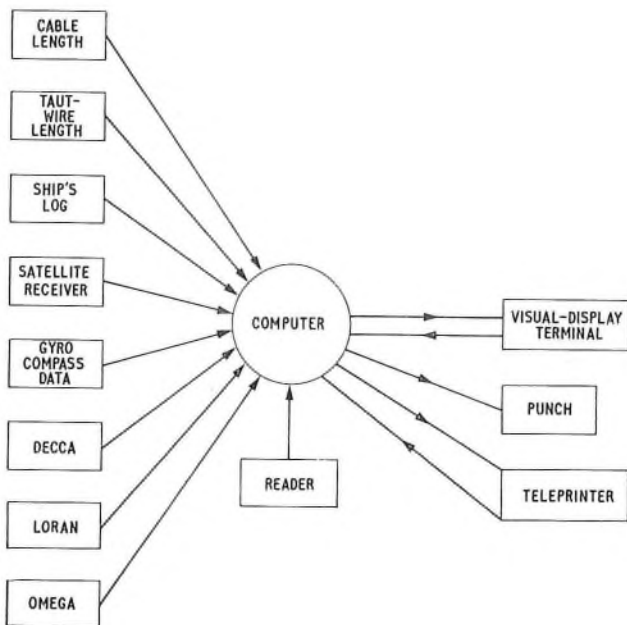 CABLE
LENGTH
TAUT-
WIRE
LENGTH
SHIP'S
LOG
SATELLITE
RECEIVER
GYRO
COMPASS
DATA
DECCA
LORAN
OMEGA
COMPUTER
READER
VISUAL-DISPLAY
TERMINAL
PUNCH
TELEPRINTER